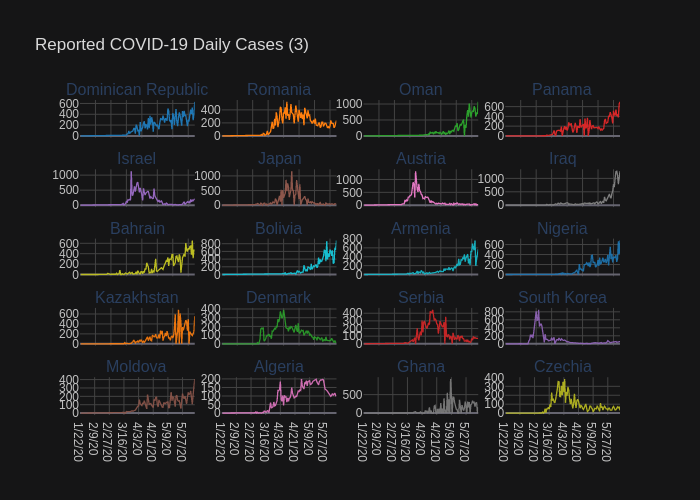 Reported COVID-19 Daily Cases (3)
Dominican Republic Romania Oman Panama
600 400 200 0
400 200 0
1000 500 0
600 400 200 0
Israel Japan Austria Iraq
1000 500 0
1000 500 0
1000 500 0
1000 500 0
Bahrain Bolivia Armenia Nigeria
600 400 200 0
800 600 400 200 0
800 600 400 200 0
600 400 200 0
Kazakhstan Denmark Serbia South Korea
600 400 200 0
400 300 200 100 0
400 300 200 100 0
800 600 400 200 0
Moldova Algeria Ghana Czechia
400 300 200 100 0
200 150 100 50 0
500 0
400 300 200 100 0
1/22/20 2/9/20 2/27/20 3/16/20 4/3/20 4/21/20 5/9/20 5/27/20
1/22/20 2/9/20 2/27/20 3/16/20 4/3/20 4/21/20 5/9/20 5/27/20
1/22/20 2/9/20 2/27/20 3/16/20 4/3/20 4/21/20 5/9/20 5/27/20
1/22/20 2/9/20 2/27/20 3/16/20 4/3/20 4/21/20 5/9/20 5/27/20